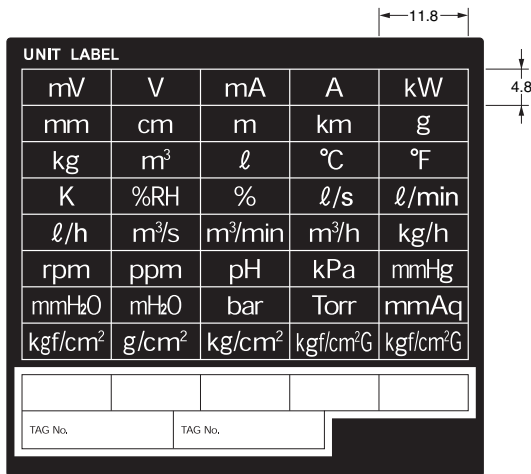 11.8
UNIT LABEL
4.8
mV V mA A kW
mm cm m km g
kg m³ ℓ °C °F
K %RH % ℓ/s ℓ/min
ℓ/h m³/s m³/min m³/h kg/h
rpm ppm pH kPa mmHg
mmH₂O mH₂O bar Torr mmAq
kgf/cm² g/cm² kg/cm² kgf/cm²G kgf/cm²G
TAG No. TAG No.